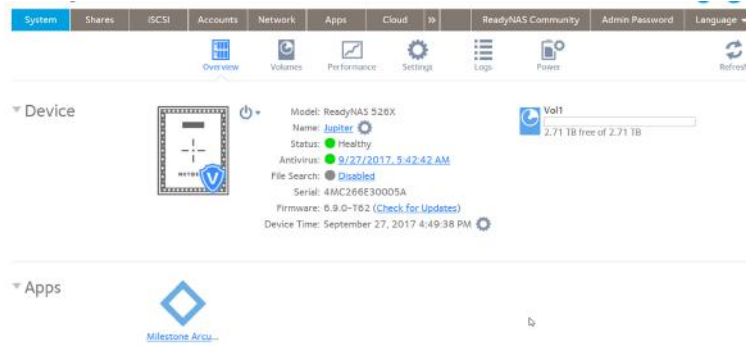 System Shares iSCSI Accounts Network Apps Cloud » ReadyNAS Community Admin Password Language
Overview Volumes Performance Settings Logs Power Refresh
Device
Model: ReadyNAS 526X
Name: Jupiter
Status: Healthy
Antivirus: 9/27/2017, 5:42:42 AM
File Search: Disabled
Serial: 4MC266E30005A
Firmware: 6.9.0-T62 (Check for Updates)
Device Time: September 27, 2017 4:49:38 PM
Vol1
2.71 TB free of 2.71 TB
Apps
Milestone Arcu...